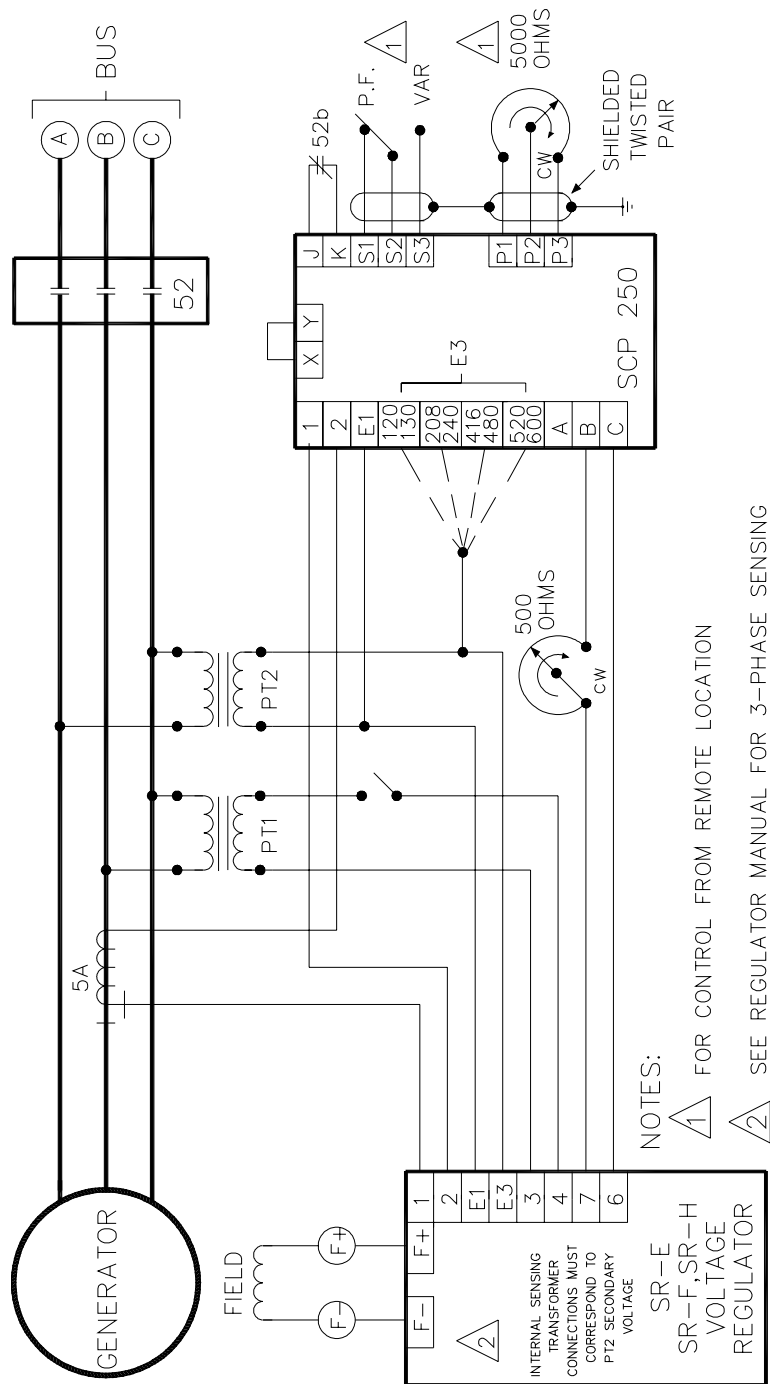 GENERATOR
5A
52
A
B
C
BUS
PT1
PT2
FIELD
F-
F+
F-
F+
1
2
E1
E3
3
4
7
6
INTERNAL SENSING
TRANSFORMER
CONNECTIONS MUST
CORRESPOND TO
PT2 SECONDARY
VOLTAGE
2
SR-E
SR-F,SR-H
VOLTAGE
REGULATOR
500
OHMS
CW
1
2
E1
120
130
208
240
416
480
520
600
A
B
C
E3
X
Y
SCP 250
J
K
S1
S2
S3
P1
P2
P3
52b
P.F.
VAR
1
1
5000
OHMS
CW
SHIELDED
TWISTED
PAIR
NOTES:
1 FOR CONTROL FROM REMOTE LOCATION
2 SEE REGULATOR MANUAL FOR 3-PHASE SENSING